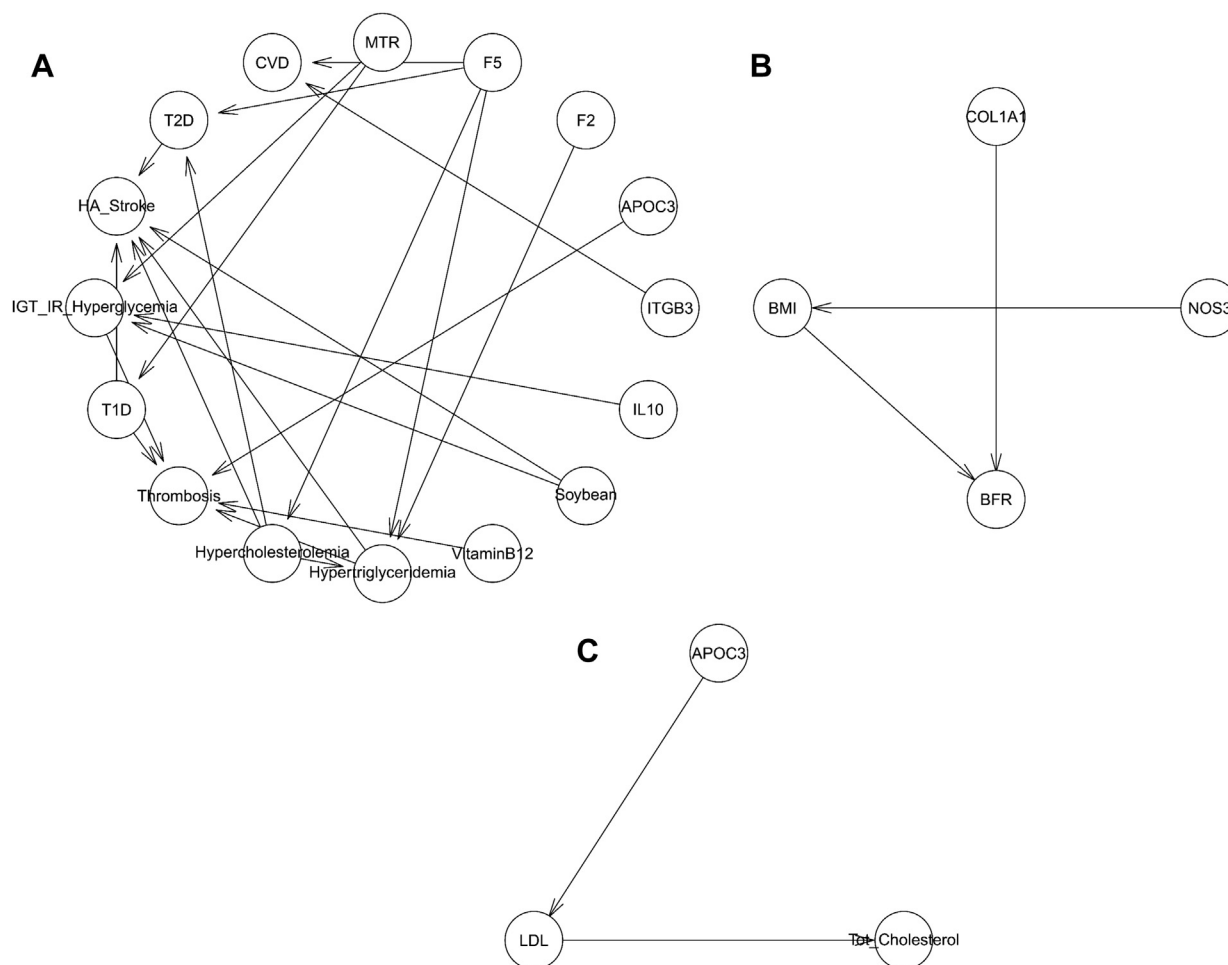 A
MTR
CVD
F5
T2D
F2
HA_Stroke
APOC3
IGT_IR_Hyperglycemia
ITGB3
T1D
IL10
Thrombosis
Soybean
Hypercholesterolemia
Hypertriglyceridemia
VitaminB12
B
COL1A1
BMI
NOS3
BFR
C
APOC3
LDL
Tot_Cholesterol